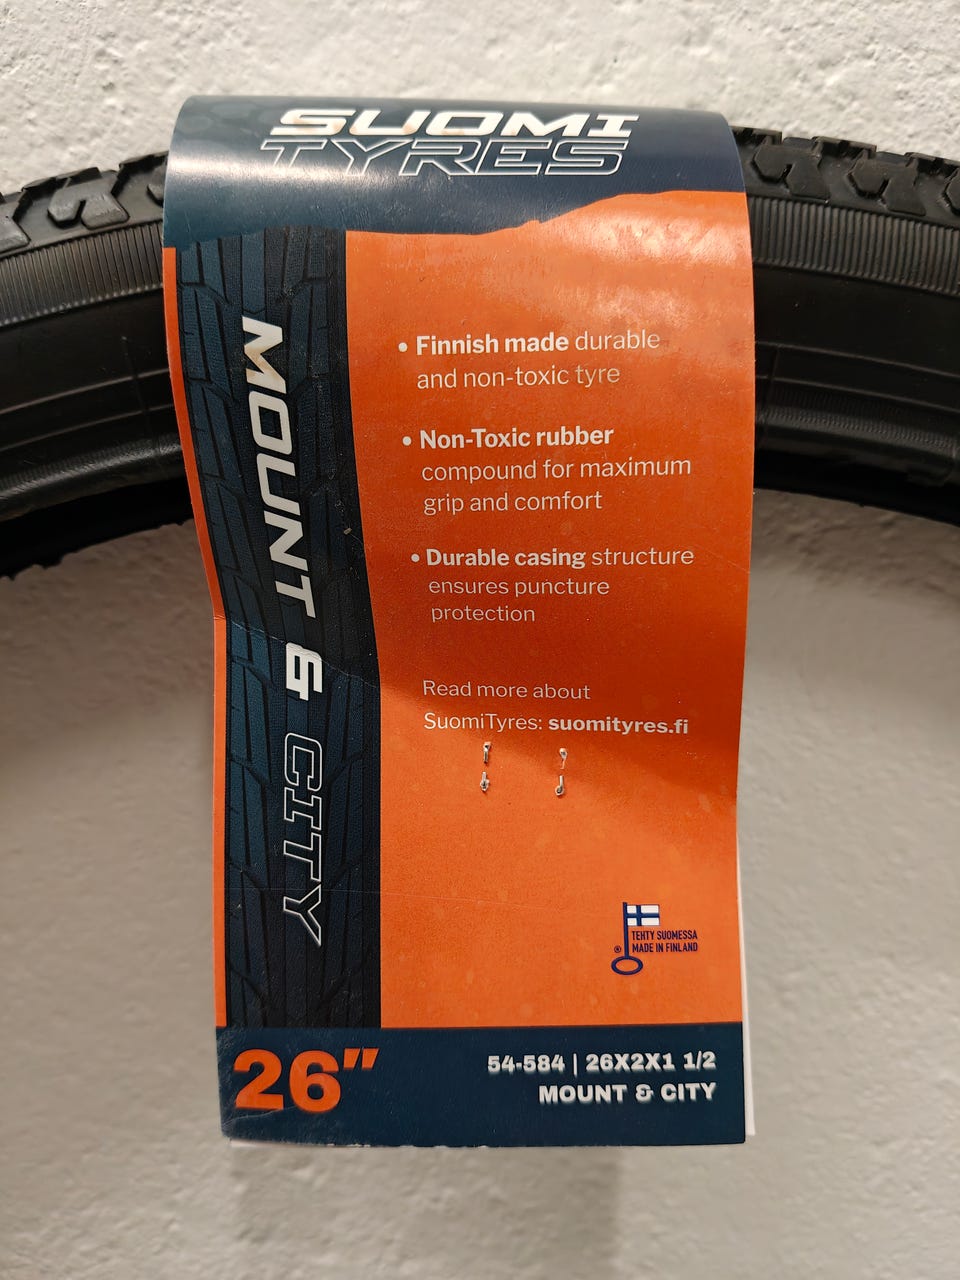 SUOMI
TYRES
MOUNT & CITY
• Finnish made durable
and non-toxic tyre
• Non-Toxic rubber
compound for maximum
grip and comfort
• Durable casing structure
ensures puncture
protection
Read more about
SuomiTyres: suomityres.fi
TEHTY SUOMESSA
® MADE IN FINLAND
26"
54-584 | 26X2X1 1/2
MOUNT & CITY